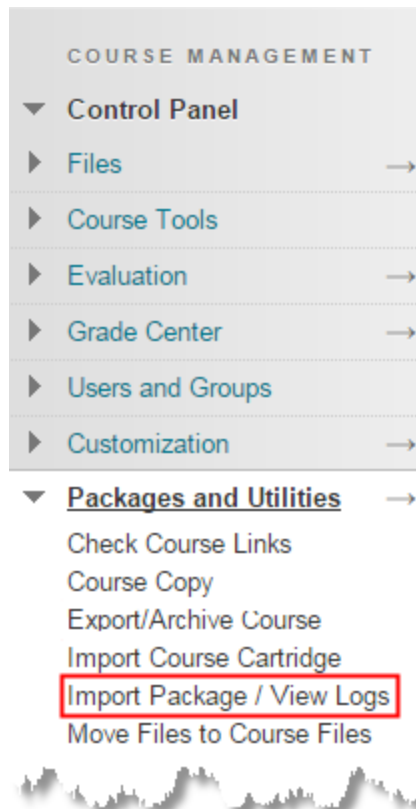 COURSE MANAGEMENT
Control Panel
Files
Course Tools
Evaluation
Grade Center
Users and Groups
Customization
Packages and Utilities
Check Course Links
Course Copy
Export/Archive Course
Import Course Cartridge
Import Package / View Logs
Move Files to Course Files